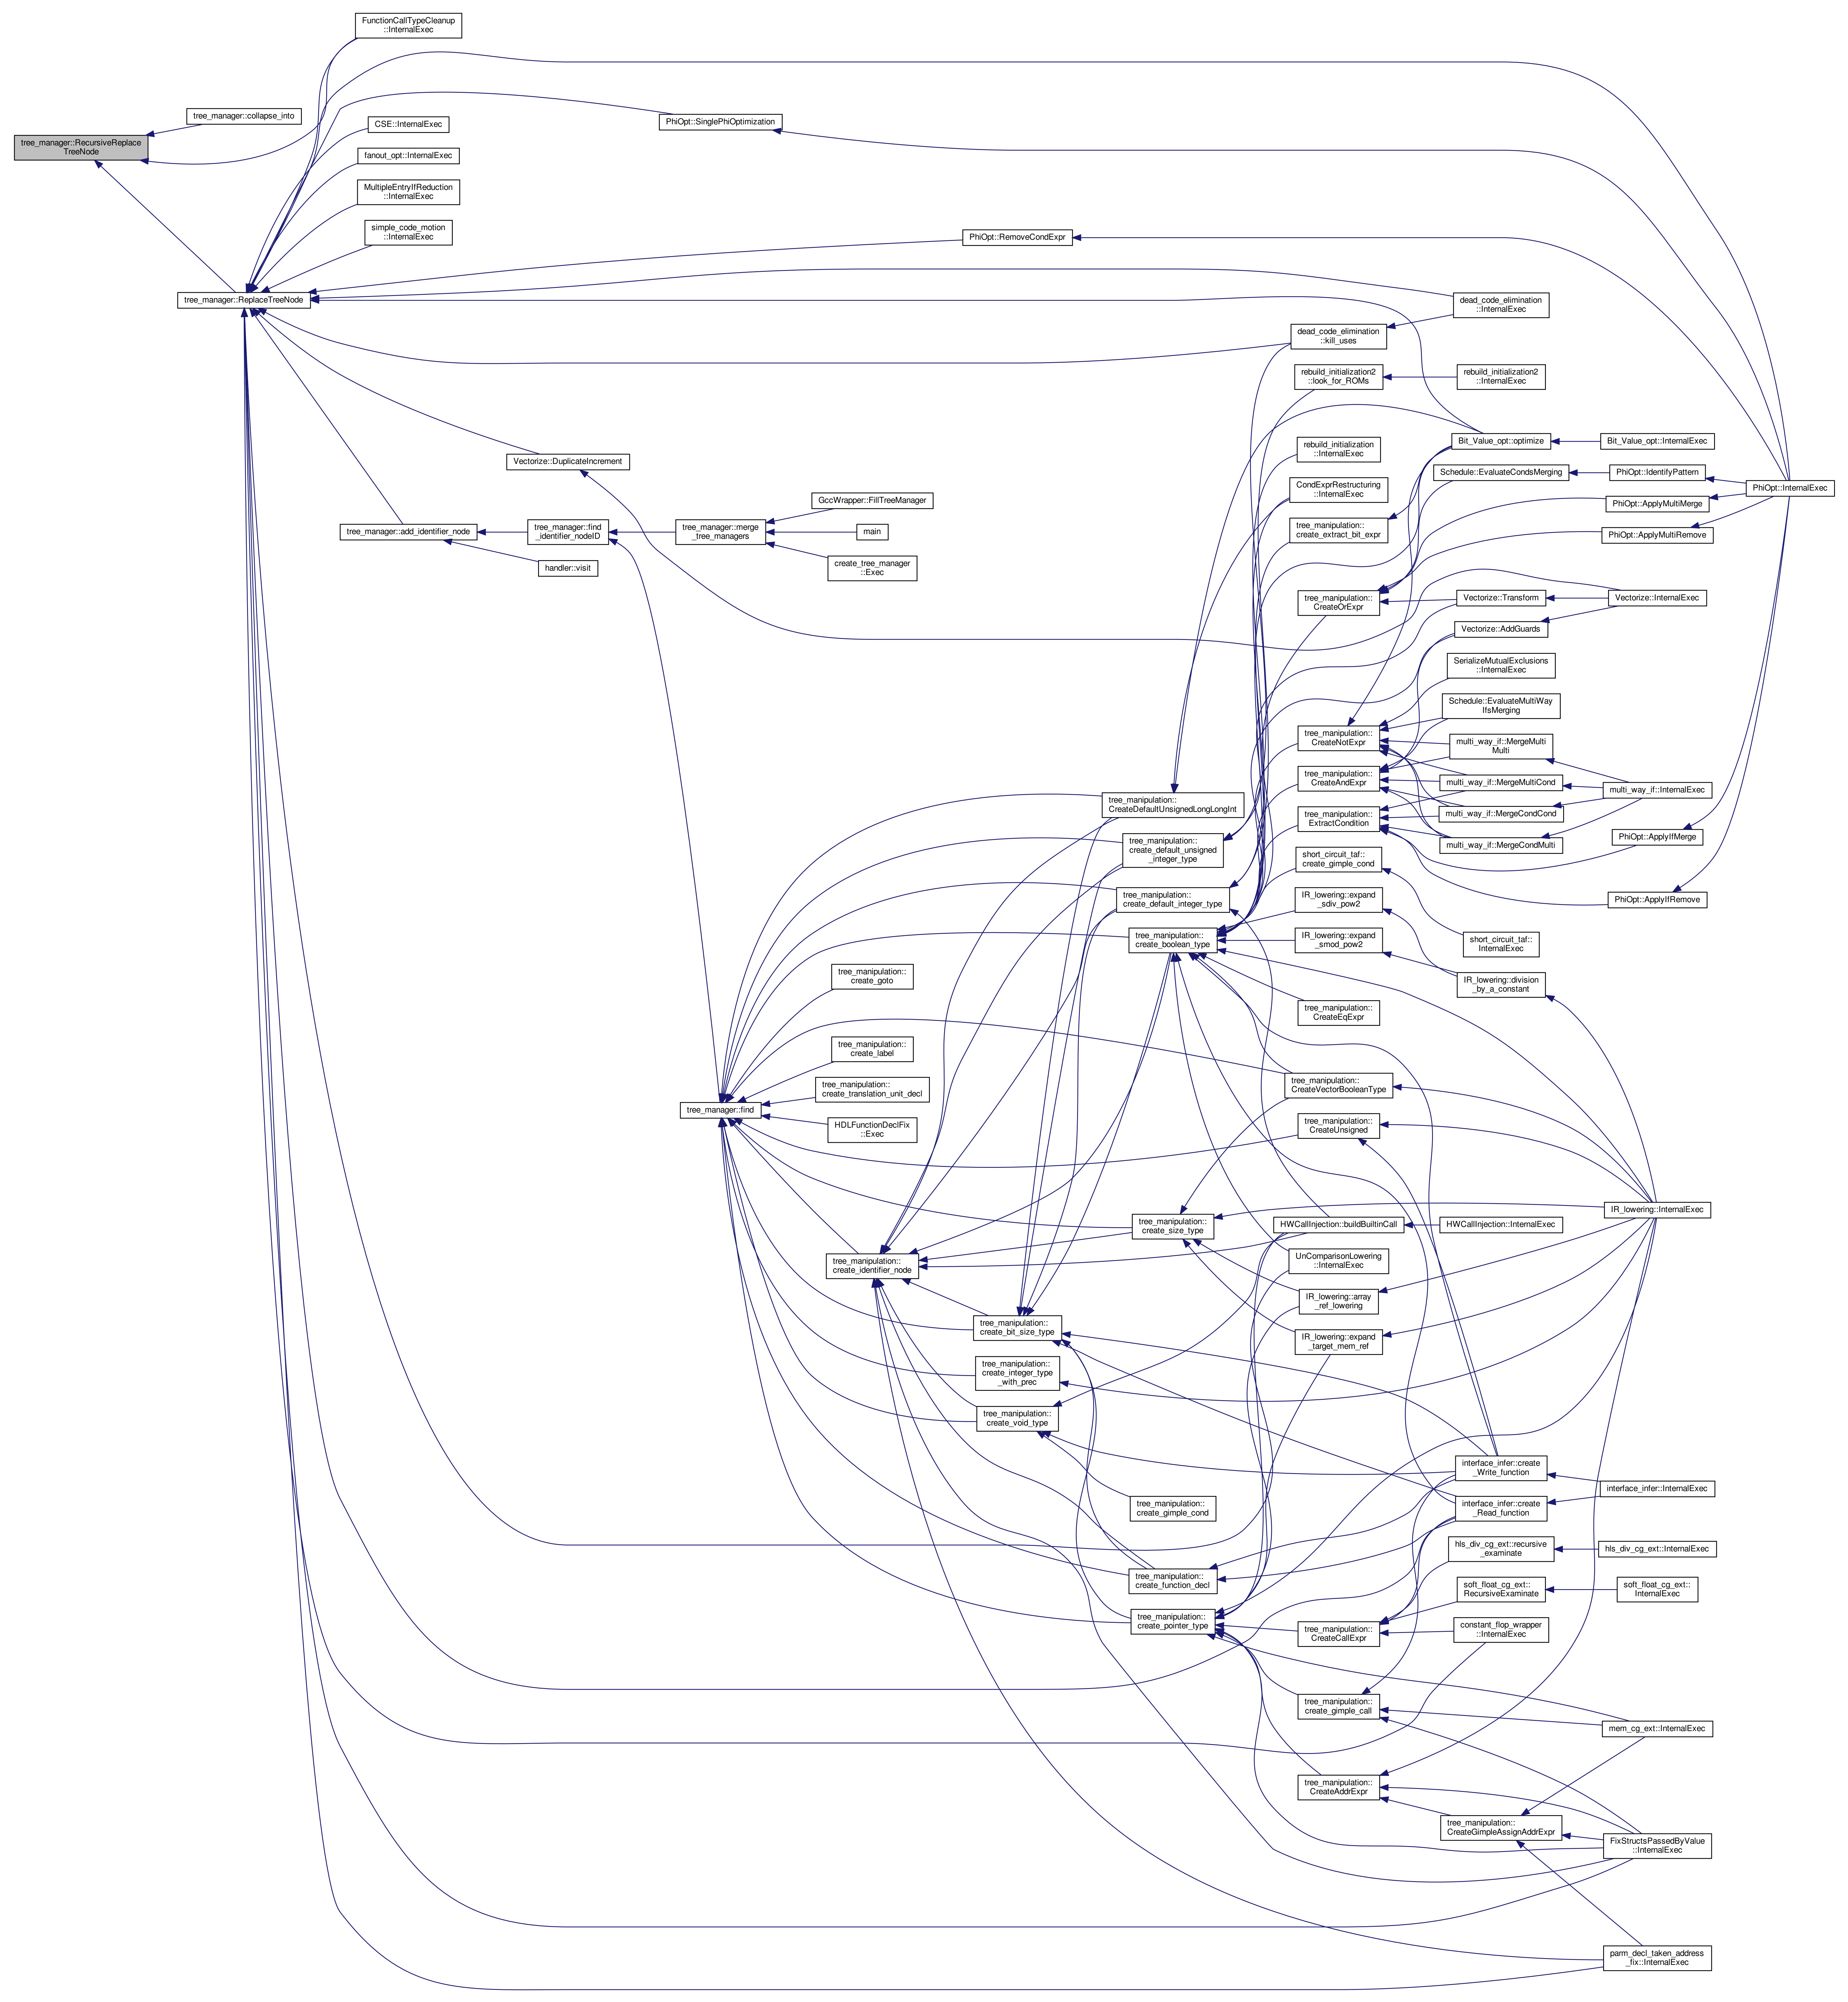 FunctionCallTypeCleanup
::InternalExec
tree_manager::collapse_into
tree_manager::RecursiveReplace
TreeNode
CSE::InternalExec
PhiOpt::SinglePhiOptimization
fanout_opt::InternalExec
MultipleEntryIfReduction
::InternalExec
simple_code_motion
::InternalExec
PhiOpt::RemoveCondExpr
tree_manager::ReplaceTreeNode
dead_code_elimination
::InternalExec
dead_code_elimination
::kill_uses
rebuild_initialization2
::look_for_ROMs
rebuild_initialization2
::InternalExec
rebuild_initialization
::InternalExec
Bit_Value_opt::optimize
Bit_Value_opt::InternalExec
Vectorize::DuplicateIncrement
CondExprRestructuring
::InternalExec
Schedule::EvaluateCondsMerging
PhiOpt::IdentifyPattern
PhiOpt::InternalExec
GccWrapper::FillTreeManager
PhiOpt::ApplyMultiMerge
tree_manager::add_identifier_node
tree_manager::find
_identifier_nodeID
tree_manager::merge
_tree_managers
main
tree_manipulation::
create_extract_bit_expr
PhiOpt::ApplyMultiRemove
handler::visit
create_tree_manager
::Exec
tree_manipulation::
CreateOrExpr
Vectorize::Transform
Vectorize::InternalExec
Vectorize::AddGuards
SerializeMutualExclusions
::InternalExec
Schedule::EvaluateMultiWay
IfsMerging
tree_manipulation::
CreateNotExpr
multi_way_if::MergeMulti
Multi
tree_manipulation::
CreateAndExpr
multi_way_if::MergeMultiCond
multi_way_if::InternalExec
tree_manipulation::
CreateDefaultUnsignedLongLongInt
tree_manipulation::
ExtractCondition
multi_way_if::MergeCondCond
multi_way_if::MergeCondMulti
PhiOpt::ApplyIfMerge
tree_manipulation::
create_default_unsigned
_integer_type
short_circuit_taf::
create_gimple_cond
tree_manipulation::
create_default_integer_type
IR_lowering::expand
_sdiv_pow2
PhiOpt::ApplyIfRemove
tree_manipulation::
create_boolean_type
IR_lowering::expand
_smod_pow2
short_circuit_taf::
InternalExec
tree_manipulation::
create_goto
IR_lowering::division
_by_a_constant
tree_manipulation::
CreateEqExpr
tree_manipulation::
create_label
tree_manipulation::
create_translation_unit_decl
tree_manipulation::
CreateVectorBooleanType
tree_manager::find
HDLFunctionDeclFix
::Exec
tree_manipulation::
CreateUnsigned
tree_manipulation::
create_size_type
IR_lowering::InternalExec
HWCallInjection::buildBuiltinCall
HWCallInjection::InternalExec
tree_manipulation::
create_identifier_node
UnComparisonLowering
::InternalExec
IR_lowering::array
_ref_lowering
tree_manipulation::
create_bit_size_type
IR_lowering::expand
_target_mem_ref
tree_manipulation::
create_integer_type
_with_prec
tree_manipulation::
create_void_type
interface_infer::create
_Write_function
interface_infer::InternalExec
tree_manipulation::
create_gimple_cond
interface_infer::create
_Read_function
hls_div_cg_ext::recursive
_examinate
hls_div_cg_ext::InternalExec
tree_manipulation::
create_function_decl
soft_float_cg_ext::
RecursiveExaminate
soft_float_cg_ext::
InternalExec
tree_manipulation::
create_pointer_type
tree_manipulation::
CreateCallExpr
constant_flop_wrapper
::InternalExec
tree_manipulation::
create_gimple_call
mem_cg_ext::InternalExec
tree_manipulation::
CreateAddrExpr
tree_manipulation::
CreateGimpleAssignAddrExpr
FixStructsPassedByValue
::InternalExec
parm_decl_taken_address
_fix::InternalExec